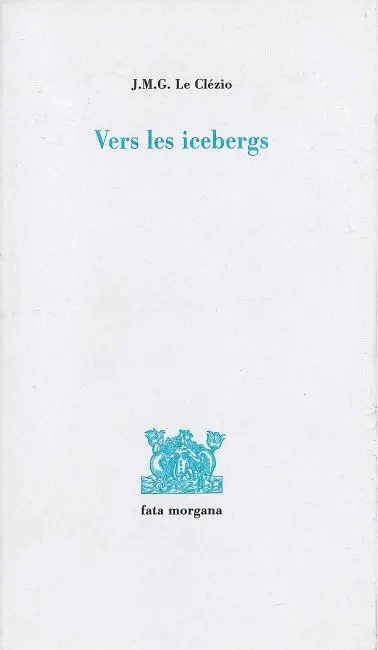 J.M.G. Le Clézio
Vers les icebergs
fata morgana